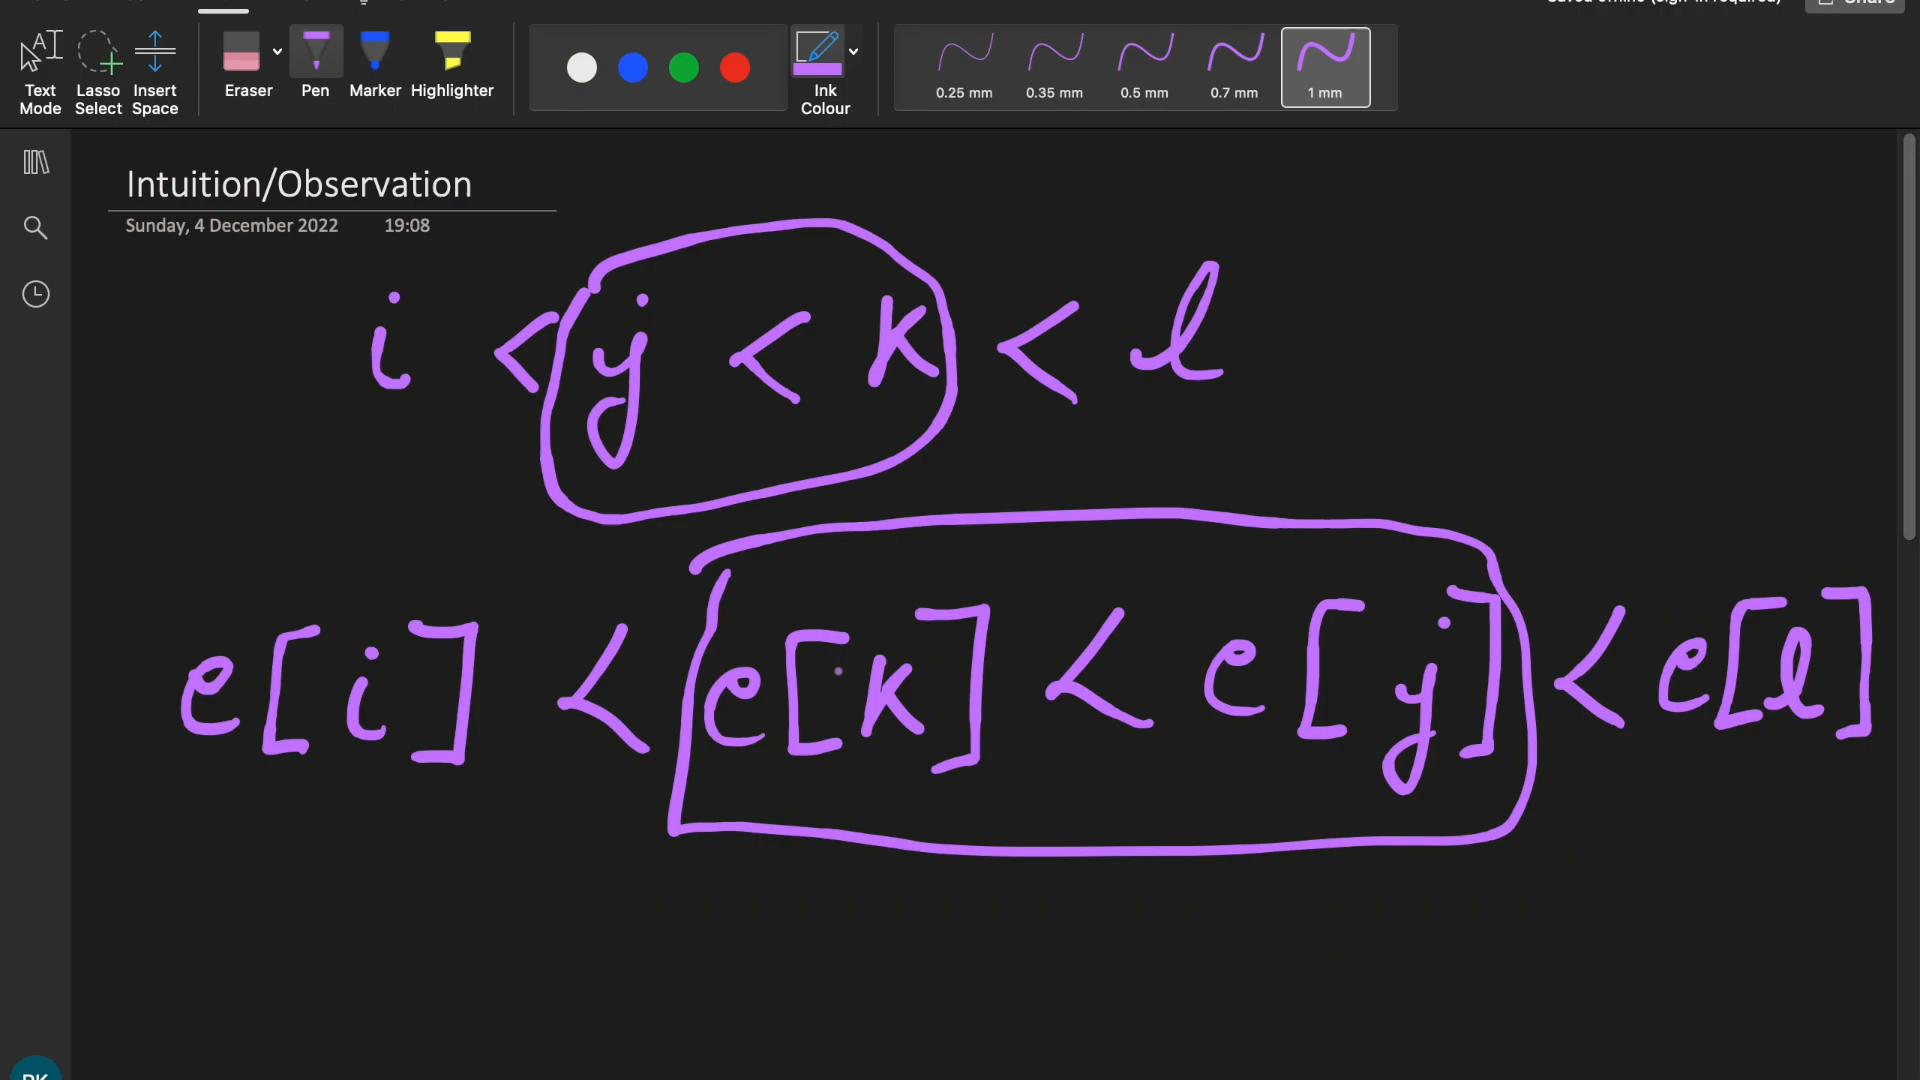 Text Mode
Lasso Select
Insert Space
Eraser
Pen
Marker
Highlighter
Ink Colour
0.25 mm
0.35 mm
0.5 mm
0.7 mm
1 mm
Intuition/Observation
Sunday, 4 December 2022 19:08
i < j < k < l
e[i] < e[k] < e[j] < e[l]